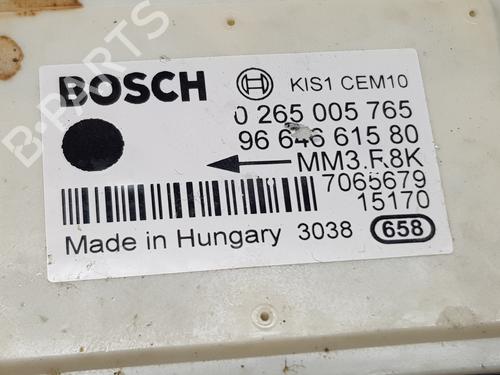 B-PARTS
BOSCH KIS1 CEM10
0 265 005 765
96 646 615 80
MM3.F.8K
7065679
15170
Made in Hungary 3038 658